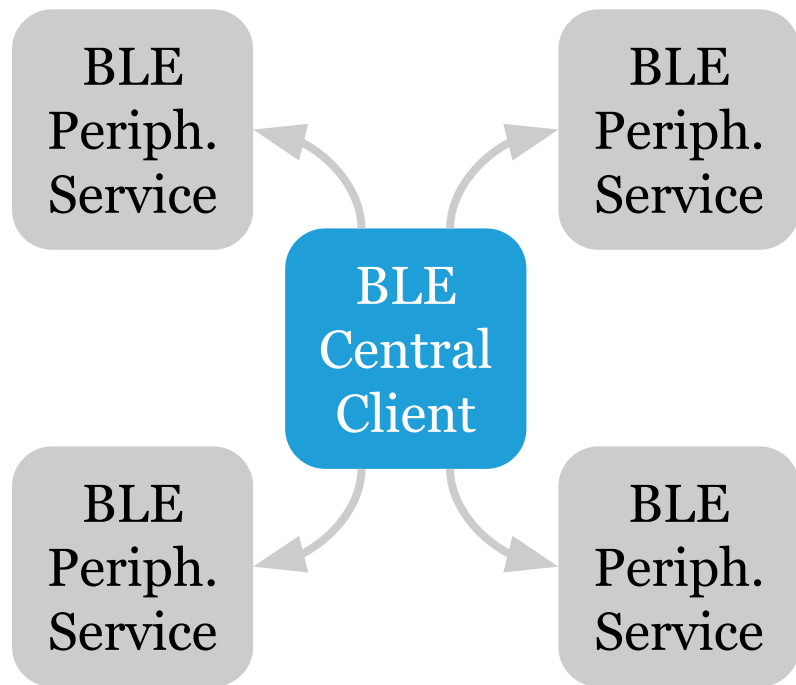 BLE
Periph.
Service
BLE
Periph.
Service
BLE
Central
Client
BLE
Periph.
Service
BLE
Periph.
Service